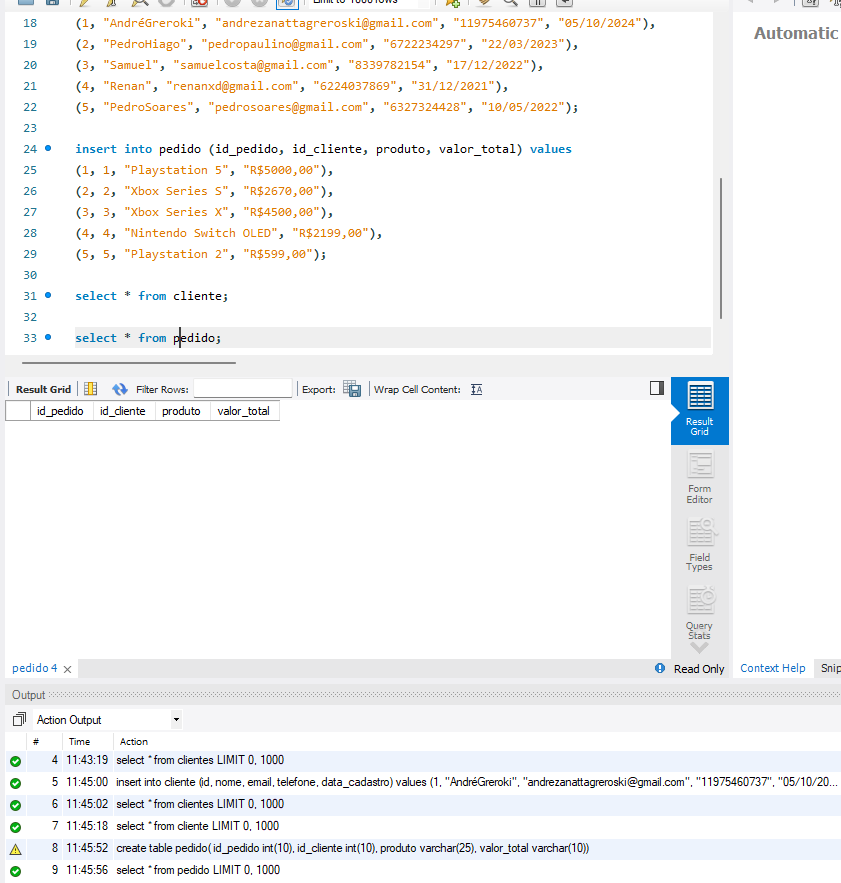 Limit to 1000 rows
18 (1, "AndréGreroki", "andrezanattagreroski@gmail.com", "11975460737", "05/10/2024"),
Automatic
19 (2, "PedroHiago", "pedropaulino@gmail.com", "6722234297", "22/03/2023"),
20 (3, "Samuel", "samuelcosta@gmail.com", "8339782154", "17/12/2022"),
21 (4, "Renan", "renanxd@gmail.com", "6224037869", "31/12/2021"),
22 (5, "PedroSoares", "pedrosoares@gmail.com", "6327324428", "10/05/2022");
23
24 insert into pedido (id_pedido, id_cliente, produto, valor_total) values
25 (1, 1, "Playstation 5", "R$5000,00"),
26 (2, 2, "Xbox Series S", "R$2670,00"),
27 (3, 3, "Xbox Series X", "R$4500,00"),
28 (4, 4, "Nintendo Switch OLED", "R$2199,00"),
29 (5, 5, "Playstation 2", "R$599,00");
30
31 select * from cliente;
32
33 select * from pedido;
Result Grid Filter Rows: Export: Wrap Cell Content:
id_pedido id_cliente produto valor_total
Result
Grid
Form
Editor
Field
Types
Query
Stats
pedido 4 Read Only Context Help Snip
Output
Action Output
# Time Action
4 11:43:19 select * from clientes LIMIT 0, 1000
5 11:45:00 insert into cliente (id, nome, email, telefone, data_cadastro) values (1, "AndréGreroki", "andrezanattagreroski@gmail.com", "11975460737", "05/10/20...
6 11:45:02 select * from clientes LIMIT 0, 1000
7 11:45:18 select * from cliente LIMIT 0, 1000
8 11:45:52 create table pedido( id_pedido int(10), id_cliente int(10), produto varchar(25), valor_total varchar(10))
9 11:45:56 select * from pedido LIMIT 0, 1000